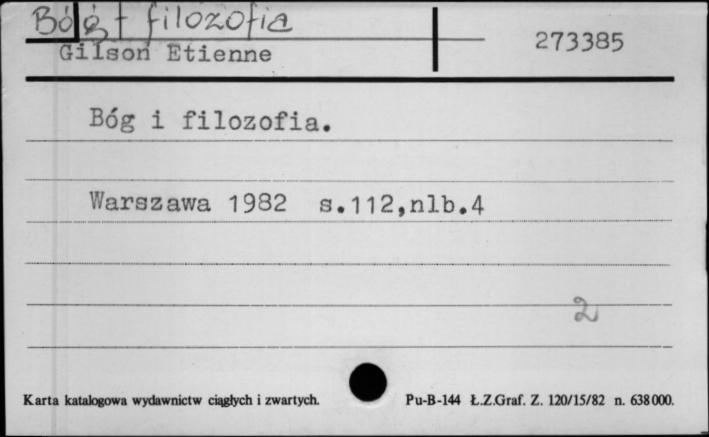 Bóg + filozofia
Gilson Etienne 273385
Bóg i filozofia.
Warszawa 1982 s.112,nlb.4
2
Karta katalogowa wydawnictw ciągłych i zwartych. Pu-B-144 Ł.Z.Graf. Z. 120/15/82 n. 638000.